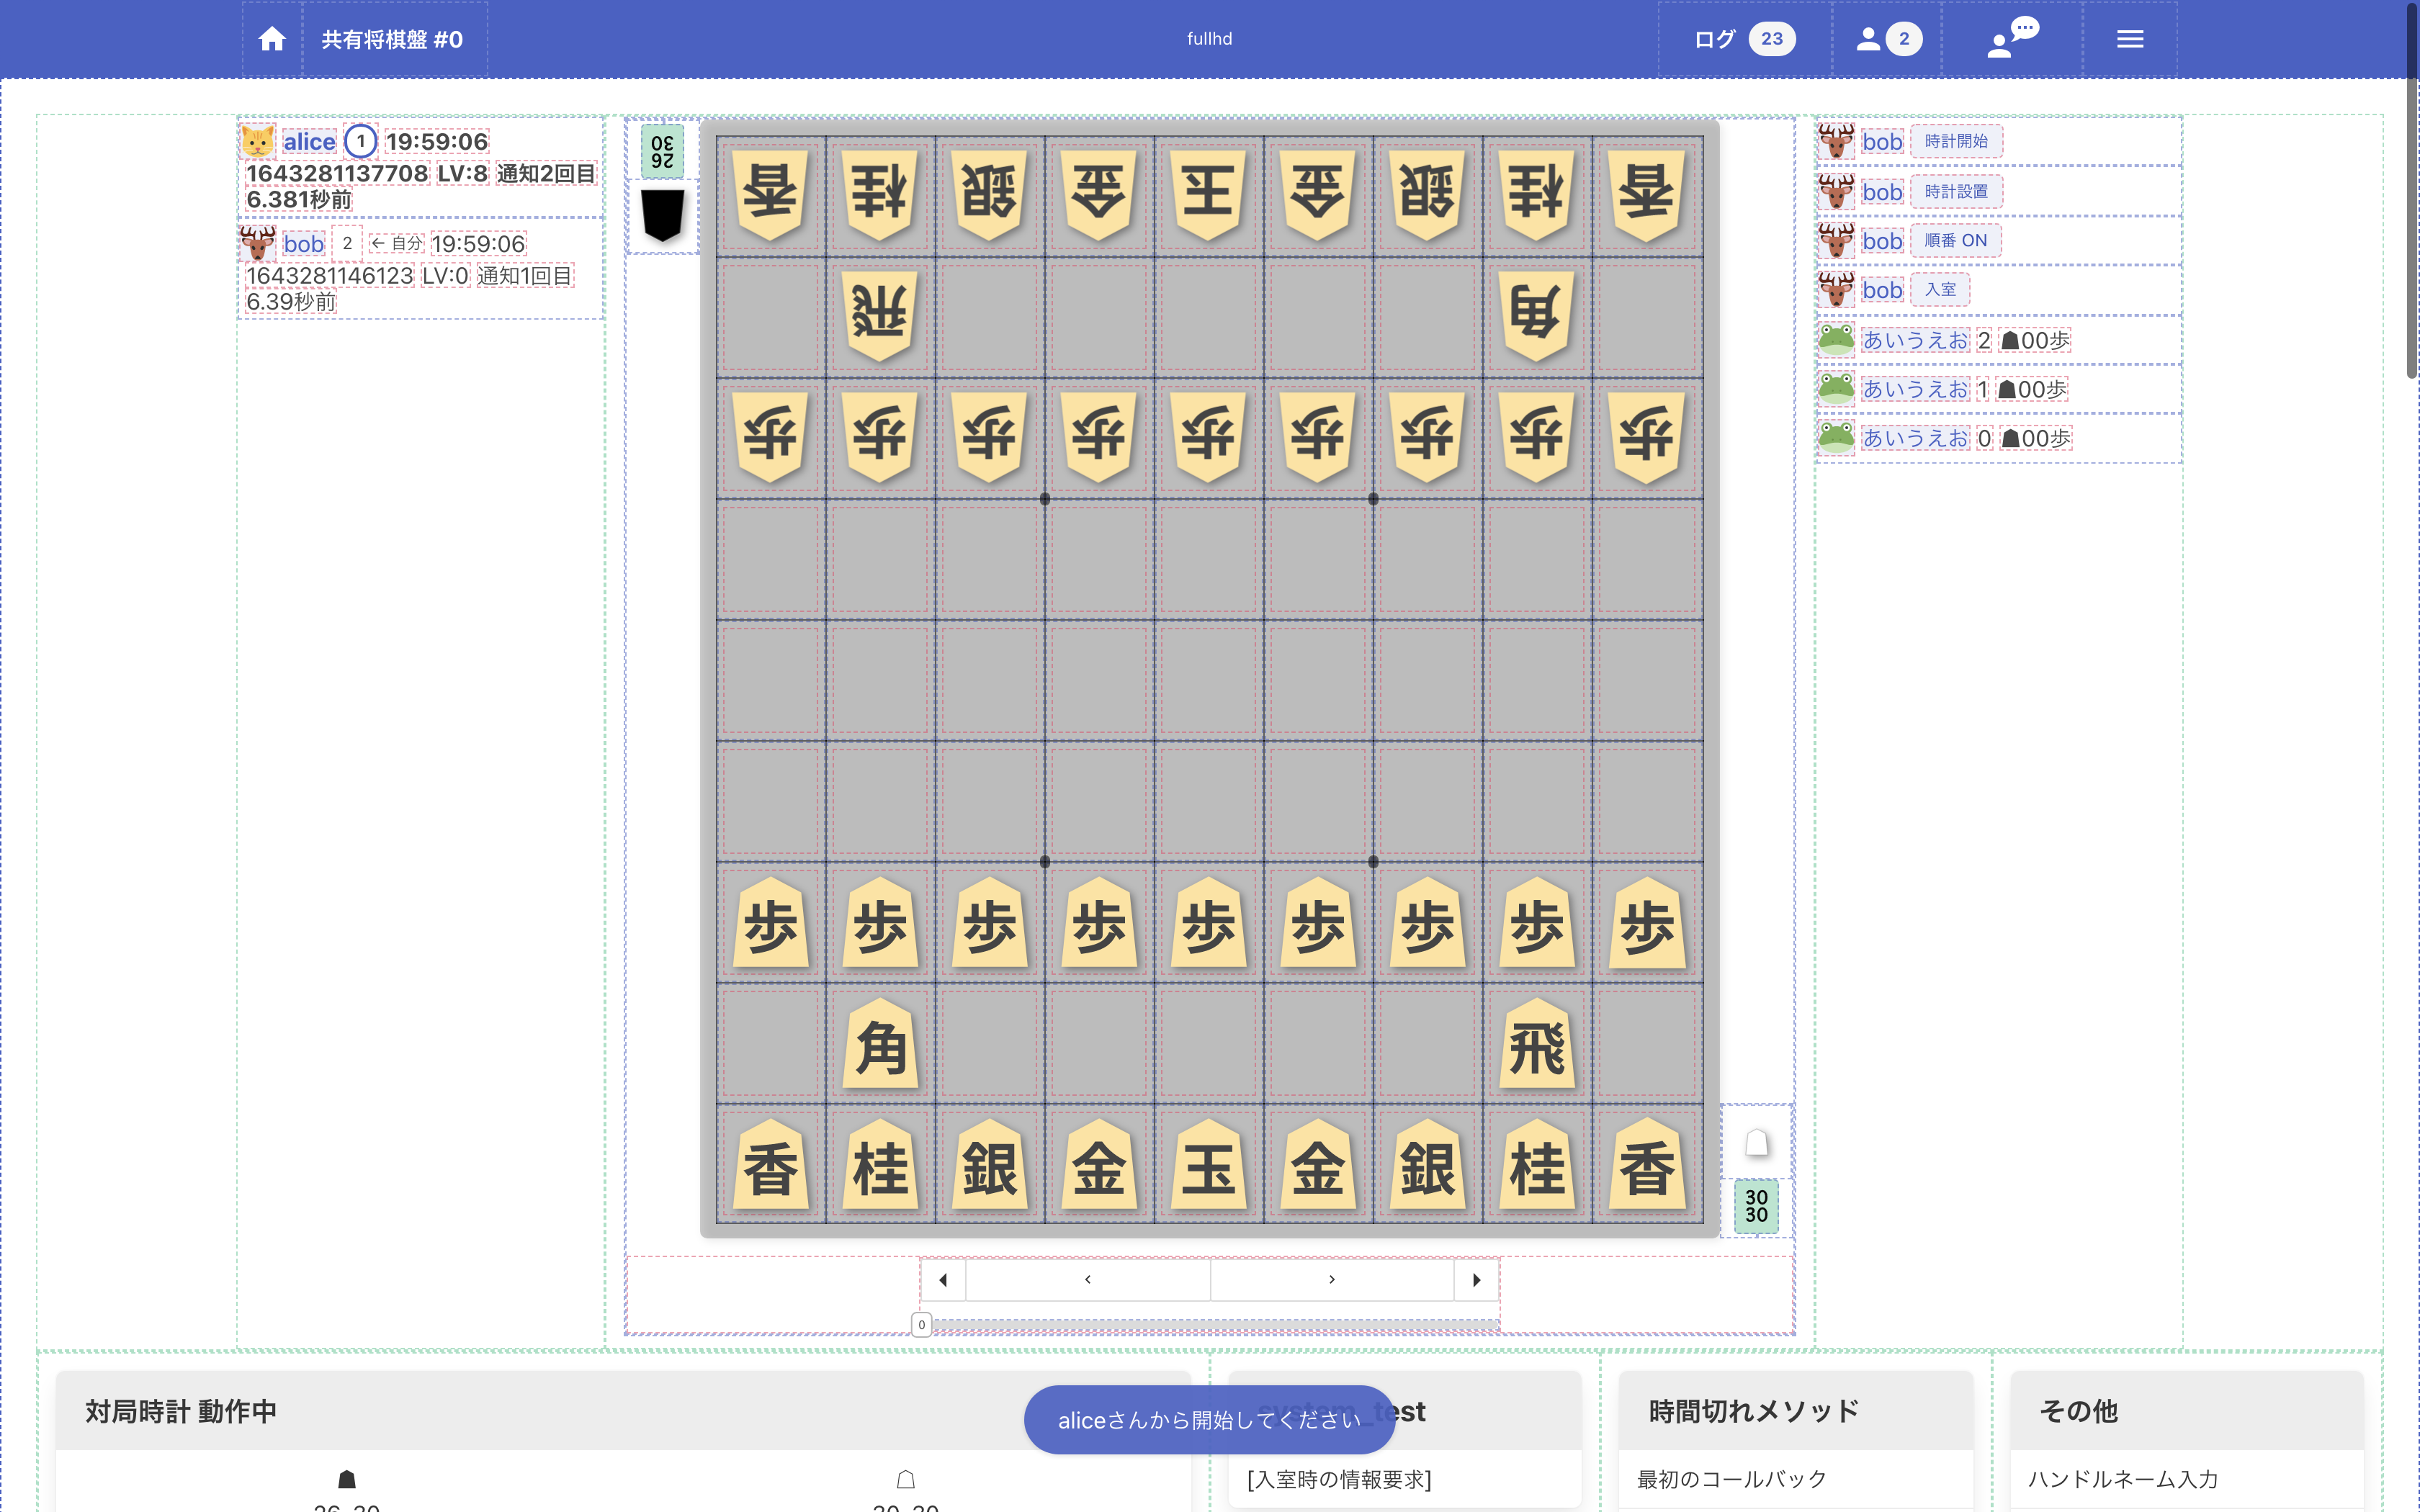 共有将棋盤 #0
fullhd
ログ 23
2
alice 1 19:59:06
1643281137708 LV:8 通知2回目
6.381秒前
bob 2 ← 自分 19:59:06
1643281146123 LV:0 通知1回目
6.39秒前
30
26
香 桂 銀 金 王 金 銀 桂 香
飛 角
歩 歩 歩 歩 歩 歩 歩 歩 歩
歩 歩 歩 歩 歩 歩 歩 歩 歩
角 飛
香 桂 銀 金 玉 金 銀 桂 香
30
30
0
bob 時計開始
bob 時計設置
bob 順番 ON
bob 入室
あいうえお 2 ☗00歩
あいうえお 1 ☗00歩
あいうえお 0 ☗00歩
対局時計 動作中
☗
☖
26 30
30 30
aliceさんから開始してください
system_test
[入室時の情報要求]
時間切れメソッド
最初のコールバック
その他
ハンドルネーム入力